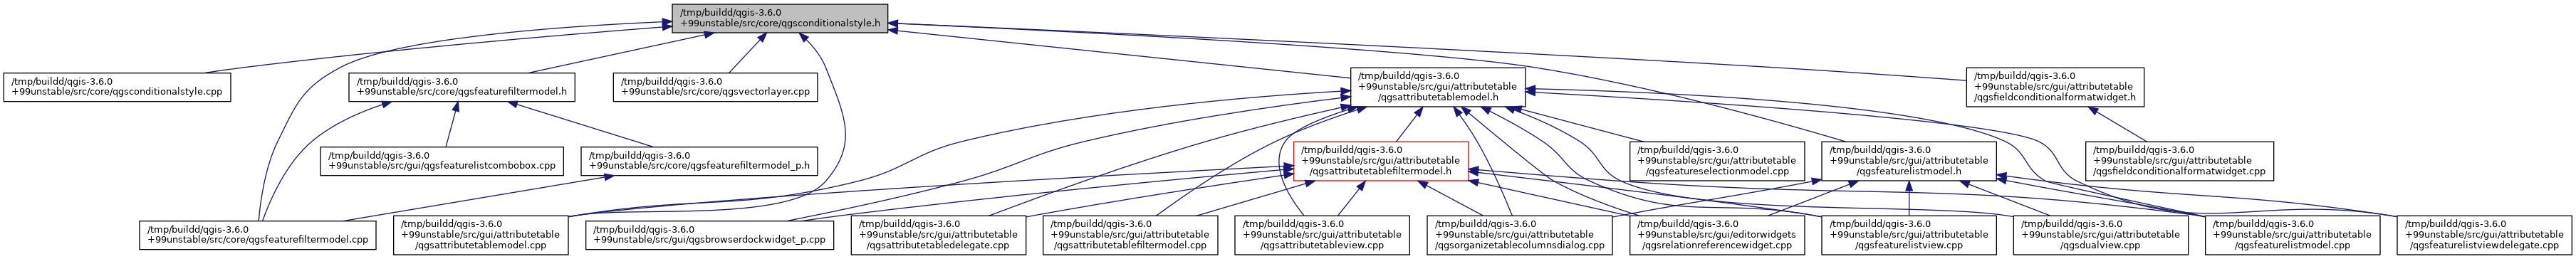 /tmp/buildd/qgis-3.6.0
+99unstable/src/core/qgsconditionalstyle.h
/tmp/buildd/qgis-3.6.0
+99unstable/src/core/qgsconditionalstyle.cpp
/tmp/buildd/qgis-3.6.0
+99unstable/src/core/qgsfeaturefiltermodel.h
/tmp/buildd/qgis-3.6.0
+99unstable/src/core/qgsvectorlayer.cpp
/tmp/buildd/qgis-3.6.0
+99unstable/src/gui/attributetable
/qgsattributetablemodel.h
/tmp/buildd/qgis-3.6.0
+99unstable/src/gui/attributetable
/qgsfieldconditionalformatwidget.h
/tmp/buildd/qgis-3.6.0
+99unstable/src/gui/qgsfeaturelistcombobox.cpp
/tmp/buildd/qgis-3.6.0
+99unstable/src/core/qgsfeaturefiltermodel_p.h
/tmp/buildd/qgis-3.6.0
+99unstable/src/gui/attributetable
/qgsattributetablefiltermodel.h
/tmp/buildd/qgis-3.6.0
+99unstable/src/gui/attributetable
/qgsfeatureselectionmodel.cpp
/tmp/buildd/qgis-3.6.0
+99unstable/src/gui/attributetable
/qgsfeaturelistmodel.h
/tmp/buildd/qgis-3.6.0
+99unstable/src/gui/attributetable
/qgsfieldconditionalformatwidget.cpp
/tmp/buildd/qgis-3.6.0
+99unstable/src/core/qgsfeaturefiltermodel.cpp
/tmp/buildd/qgis-3.6.0
+99unstable/src/gui/attributetable
/qgsattributetablemodel.cpp
/tmp/buildd/qgis-3.6.0
+99unstable/src/gui/qgsbrowserdockwidget_p.cpp
/tmp/buildd/qgis-3.6.0
+99unstable/src/gui/attributetable
/qgsattributetabledelegate.cpp
/tmp/buildd/qgis-3.6.0
+99unstable/src/gui/attributetable
/qgsattributetablefiltermodel.cpp
/tmp/buildd/qgis-3.6.0
+99unstable/src/gui/attributetable
/qgsattributetableview.cpp
/tmp/buildd/qgis-3.6.0
+99unstable/src/gui/attributetable
/qgsorganizetablecolumnsdialog.cpp
/tmp/buildd/qgis-3.6.0
+99unstable/src/gui/editorwidgets
/qgsrelationreferencewidget.cpp
/tmp/buildd/qgis-3.6.0
+99unstable/src/gui/attributetable
/qgsfeaturelistview.cpp
/tmp/buildd/qgis-3.6.0
+99unstable/src/gui/attributetable
/qgsdualview.cpp
/tmp/buildd/qgis-3.6.0
+99unstable/src/gui/attributetable
/qgsfeaturelistmodel.cpp
/tmp/buildd/qgis-3.6.0
+99unstable/src/gui/attributetable
/qgsfeaturelistviewdelegate.cpp